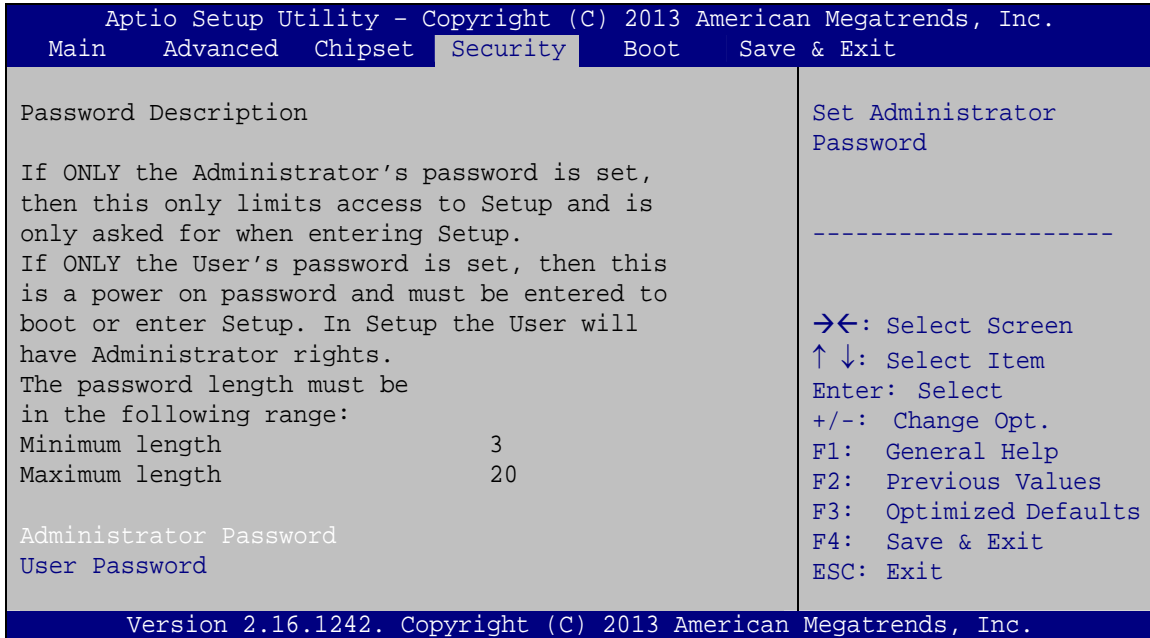 Aptio Setup Utility – Copyright (C) 2013 American Megatrends, Inc.
Main Advanced Chipset Security Boot Save & Exit
Password Description
If ONLY the Administrator’s password is set,
then this only limits access to Setup and is
only asked for when entering Setup.
If ONLY the User’s password is set, then this
is a power on password and must be entered to
boot or enter Setup. In Setup the User will
have Administrator rights.
The password length must be
in the following range:
Minimum length 3
Maximum length 20
Administrator Password
User Password
Set Administrator
Password
---------------------
→←: Select Screen
↑ ↓: Select Item
Enter: Select
+/-: Change Opt.
F1: General Help
F2: Previous Values
F3: Optimized Defaults
F4: Save & Exit
ESC: Exit
Version 2.16.1242. Copyright (C) 2013 American Megatrends, Inc.